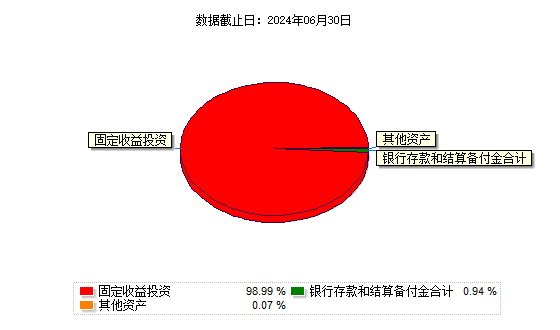 数据截止日：2024年06月30日
固定收益投资
其他资产
银行存款和结算备付金合计
固定收益投资 98.99 % 银行存款和结算备付金合计 0.94 %
其他资产 0.07 %